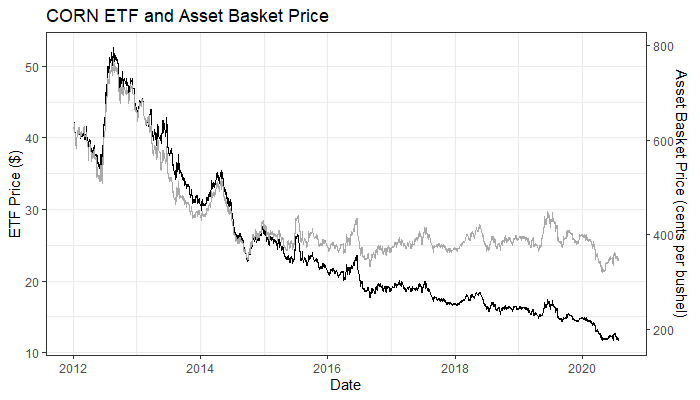 CORN ETF and Asset Basket Price
ETF Price ($)
50
40
30
20
10
800
600
400
200
Asset Basket Price (cents per bushel)
2012 2014 2016 2018 2020
Date